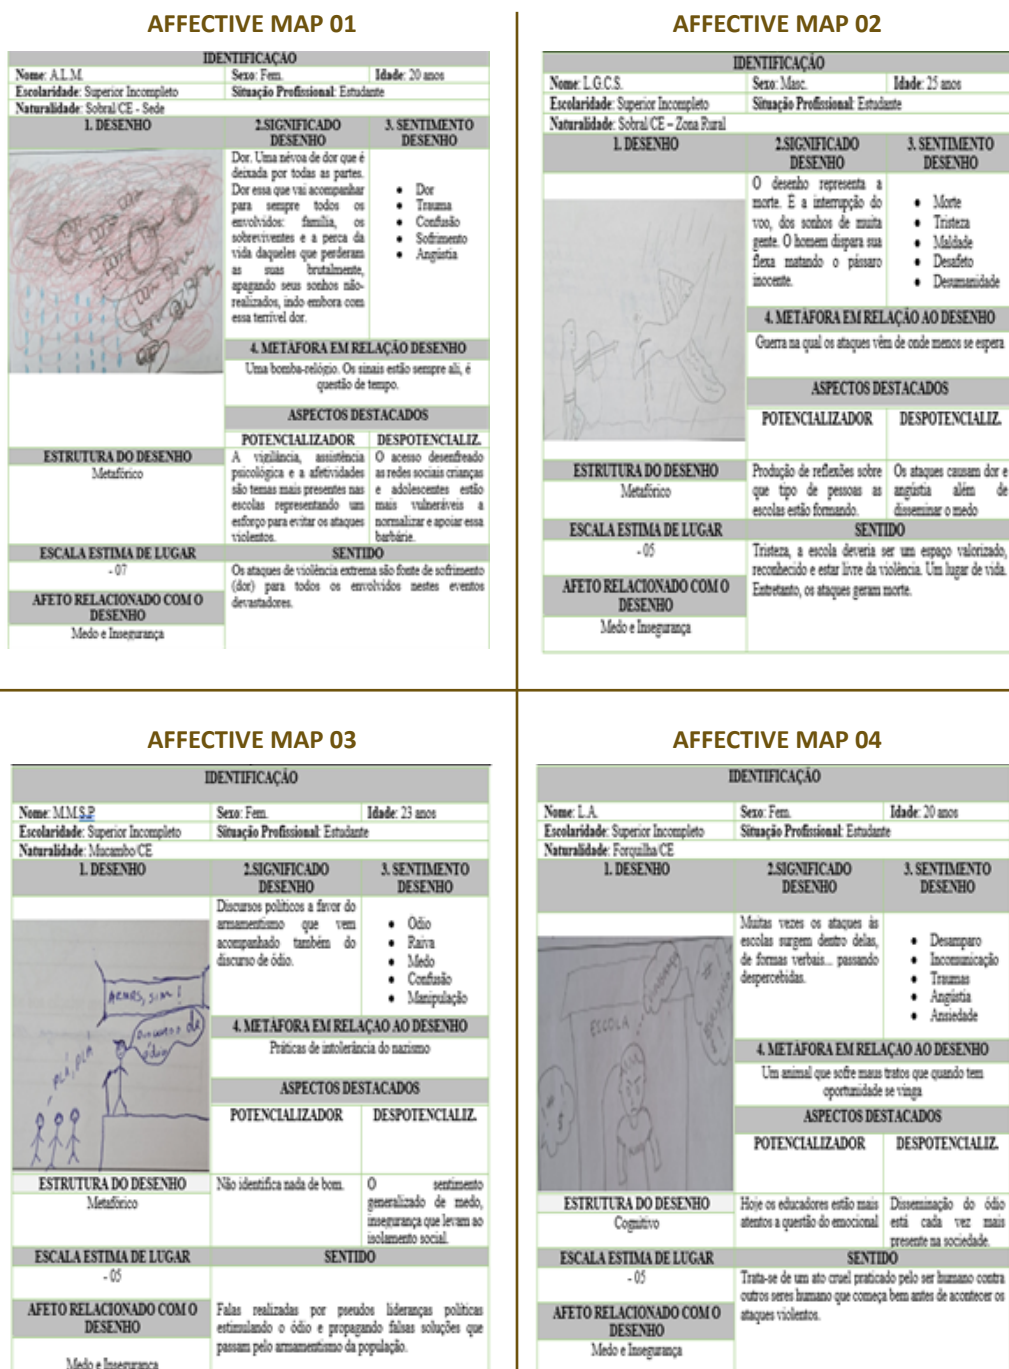 AFFECTIVE MAP 01
IDENTIFICAÇÃO
Nome: A.L.M.
Sexo: Fem.
Idade: 20 anos
Escolaridade: Superior Incompleto
Situação Profissional: Estudante
Naturalidade: Sobral/CE - Sede
1. DESENHO
2.SIGNIFICADO
DESENHO
3. SENTIMENTO
DESENHO
Dor. Uma névoa de dor que é
deixada por todas as partes.
Dor essa que vai acompanhar
para sempre todos os
envolvidos: família, os
sobreviventes e a perca da
vida daqueles que perderam
as suas brutalmente,
apagando seus sonhos não-
realizados, indo embora com
essa terrível dor.
• Dor
• Trauma
• Confusão
• Sofrimento
• Angústia
4. METÁFORA EM RELAÇÃO DESENHO
Uma bomba-relógio. Os sinais estão sempre ali, é
questão de tempo.
ASPECTOS DESTACADOS
POTENCIALIZADOR
DESPOTENCIALIZ.
ESTRUTURA DO DESENHO
Metafórico
A vigilância, assistência
psicológica e a afetividades
são temas mais presentes nas
escolas representando um
esforço para evitar os ataques
violentos.
O acesso desenfreado
as redes sociais crianças
e adolescentes estão
mais vulneráveis a
normalizar e apoiar essa
barbárie.
ESCALA ESTIMA DE LUGAR
- 07
SENTIDO
Os ataques de violência extrema são fonte de sofrimento
(dor) para todos os envolvidos nestes eventos
devastadores.
AFETO RELACIONADO COM O
DESENHO
Medo e Insegurança
AFFECTIVE MAP 02
IDENTIFICAÇÃO
Nome: L.G.C.S.
Sexo: Masc.
Idade: 25 anos
Escolaridade: Superior Incompleto
Situação Profissional: Estudante
Naturalidade: Sobral/CE – Zona Rural
1. DESENHO
2.SIGNIFICADO
DESENHO
3. SENTIMENTO
DESENHO
O desenho representa a
morte. E a interrupção do
voo, dos sonhos de muita
gente. O homem dispara sua
flexa matando o pássaro
inocente.
• Morte
• Tristeza
• Maldade
• Desafeto
• Desumanidade
4. METÁFORA EM RELAÇÃO AO DESENHO
Guerra na qual os ataques vêm de onde menos se espera
ASPECTOS DESTACADOS
POTENCIALIZADOR
DESPOTENCIALIZ.
ESTRUTURA DO DESENHO
Metafórico
Produção de reflexões sobre
que tipo de pessoas as
escolas estão formando.
Os ataques causam dor e
angústia além de
disseminar o medo
ESCALA ESTIMA DE LUGAR
- 05
SENTIDO
Tristeza, a escola deveria ser um espaço valorizado,
reconhecido e estar livre da violência. Um lugar de vida.
Entretanto, os ataques geram morte.
AFETO RELACIONADO COM O
DESENHO
Medo e Insegurança
AFFECTIVE MAP 03
IDENTIFICAÇÃO
Nome: M.M.S.P
Sexo: Fem.
Idade: 23 anos
Escolaridade: Superior Incompleto
Situação Profissional: Estudante
Naturalidade: Mucambo/CE
1. DESENHO
2.SIGNIFICADO
DESENHO
3. SENTIMENTO
DESENHO
Discursos políticos a favor do
armamentismo que vem
acompanhado também do
discurso de ódio.
• Ódio
• Raiva
• Medo
• Confusão
• Manipulação
ARMAS, SIM!
DISCURSO de
ódio
PLÁ, PLÁ
4. METÁFORA EM RELAÇAO AO DESENHO
Práticas de intolerância do nazismo
ASPECTOS DESTACADOS
POTENCIALIZADOR
DESPOTENCIALIZ.
ESTRUTURA DO DESENHO
Metafórico
Não identifica nada de bom.
O sentimento
generalizado de medo,
insegurança que levam ao
isolamento social.
ESCALA ESTIMA DE LUGAR
- 05
SENTIDO
Falas realizadas por pseudos lideranças políticas
estimulando o ódio e propagando falsas soluções que
passam pelo armamentismo da população.
AFETO RELACIONADO COM O
DESENHO
Medo e Insegurança
AFFECTIVE MAP 04
IDENTIFICAÇÃO
Nome: L.A.
Sexo: Fem.
Idade: 20 anos
Escolaridade: Superior Incompleto
Situação Profissional: Estudante
Naturalidade: Forquilha/CE
1. DESENHO
2.SIGNIFICADO
DESENHO
3. SENTIMENTO
DESENHO
Muitas vezes os ataques às
escolas surgem dentro delas,
de formas verbais... passando
despercebidas.
• Desamparo
• Incomunicação
• Traumas
• Angústia
• Ansiedade
ESCOLA
4. METÁFORA EM RELAÇAO AO DESENHO
Um animal que sofre maus tratos que quando tem
oportunidade se vinga
ASPECTOS DESTACADOS
POTENCIALIZADOR
DESPOTENCIALIZ.
ESTRUTURA DO DESENHO
Cognitivo
Hoje os educadores estão mais
atentos a questão do emocional
Disseminação do ódio
está cada vez mais
presente na sociedade.
ESCALA ESTIMA DE LUGAR
- 05
SENTIDO
Trata-se de um ato cruel praticado pelo ser humano contra
outros seres humano que começa bem antes de acontecer os
ataques violentos.
AFETO RELACIONADO COM O
DESENHO
Medo e Insegurança